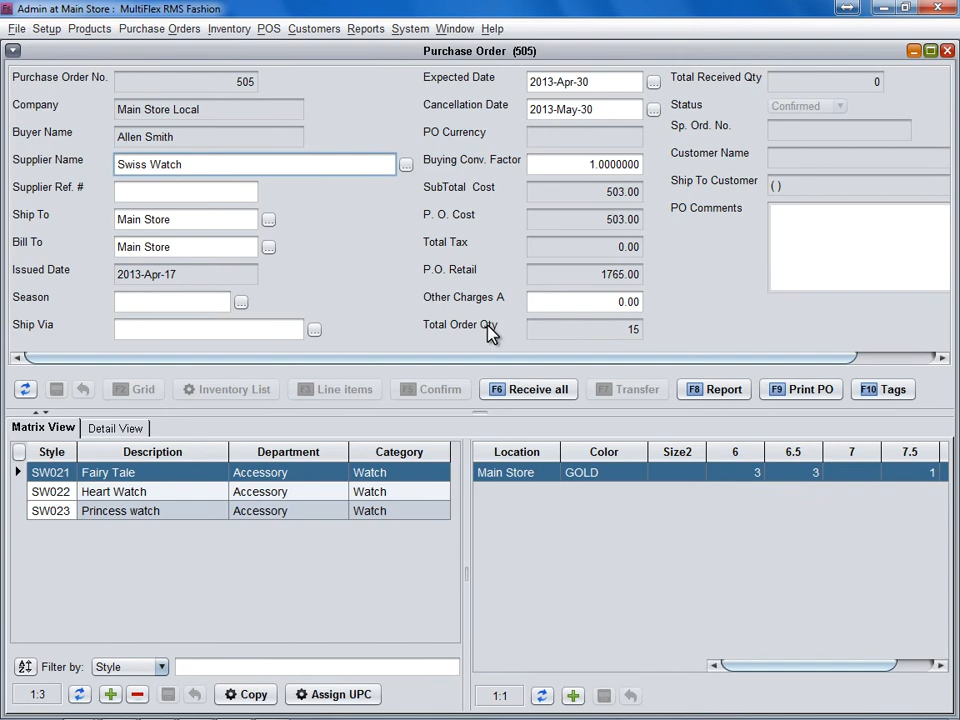 Admin at Main Store : MultiFlex RMS Fashion
File Setup Products Purchase Orders Inventory POS Customers Reports System Window Help
Purchase Order (505)
Purchase Order No. 505 Expected Date 2013-Apr-30 ... Total Received Qty 0
Company Main Store Local Cancellation Date 2013-May-30 ... Status Confirmed
Buyer Name Allen Smith PO Currency Sp. Ord. No.
Supplier Name Swiss Watch ... Buying Conv. Factor 1.0000000 Customer Name
Supplier Ref. # SubTotal Cost 503.00 Ship To Customer ( )
Ship To Main Store ... P. O. Cost 503.00 PO Comments
Bill To Main Store ... Total Tax 0.00
Issued Date 2013-Apr-17 P.O. Retail 1765.00
Season ... Other Charges A 0.00
Ship Via ... Total Order Qty 15
F2 Grid Inventory List F3 Line items F5 Confirm F6 Receive all F7 Transfer F8 Report F9 Print PO F10 Tags
Matrix View Detail View
Style Description Department Category Location Color Size2 6 6.5 7 7.5
SW021 Fairy Tale Accessory Watch Main Store GOLD 3 3 1
SW022 Heart Watch Accessory Watch
SW023 Princess watch Accessory Watch
Filter by: Style
1:3 Copy Assign UPC 1:1